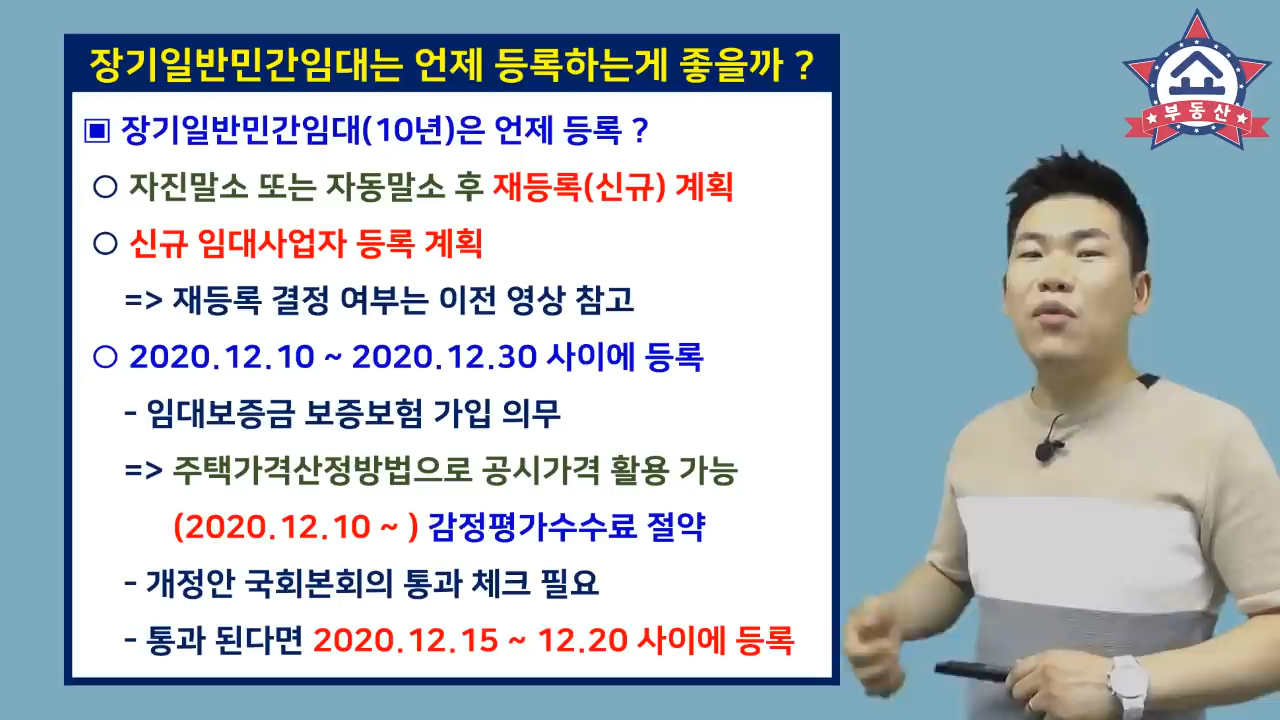 장기일반민간임대는 언제 등록하는게 좋을까 ?
▣ 장기일반민간임대(10년)은 언제 등록 ?
○ 자진말소 또는 자동말소 후 재등록(신규) 계획
○ 신규 임대사업자 등록 계획
=> 재등록 결정 여부는 이전 영상 참고
○ 2020.12.10 ~ 2020.12.30 사이에 등록
- 임대보증금 보증보험 가입 의무
=> 주택가격산정방법으로 공시가격 활용 가능
(2020.12.10 ~ ) 감정평가수수료 절약
- 개정안 국회본회의 통과 체크 필요
- 통과 된다면 2020.12.15 ~ 12.20 사이에 등록
부동산